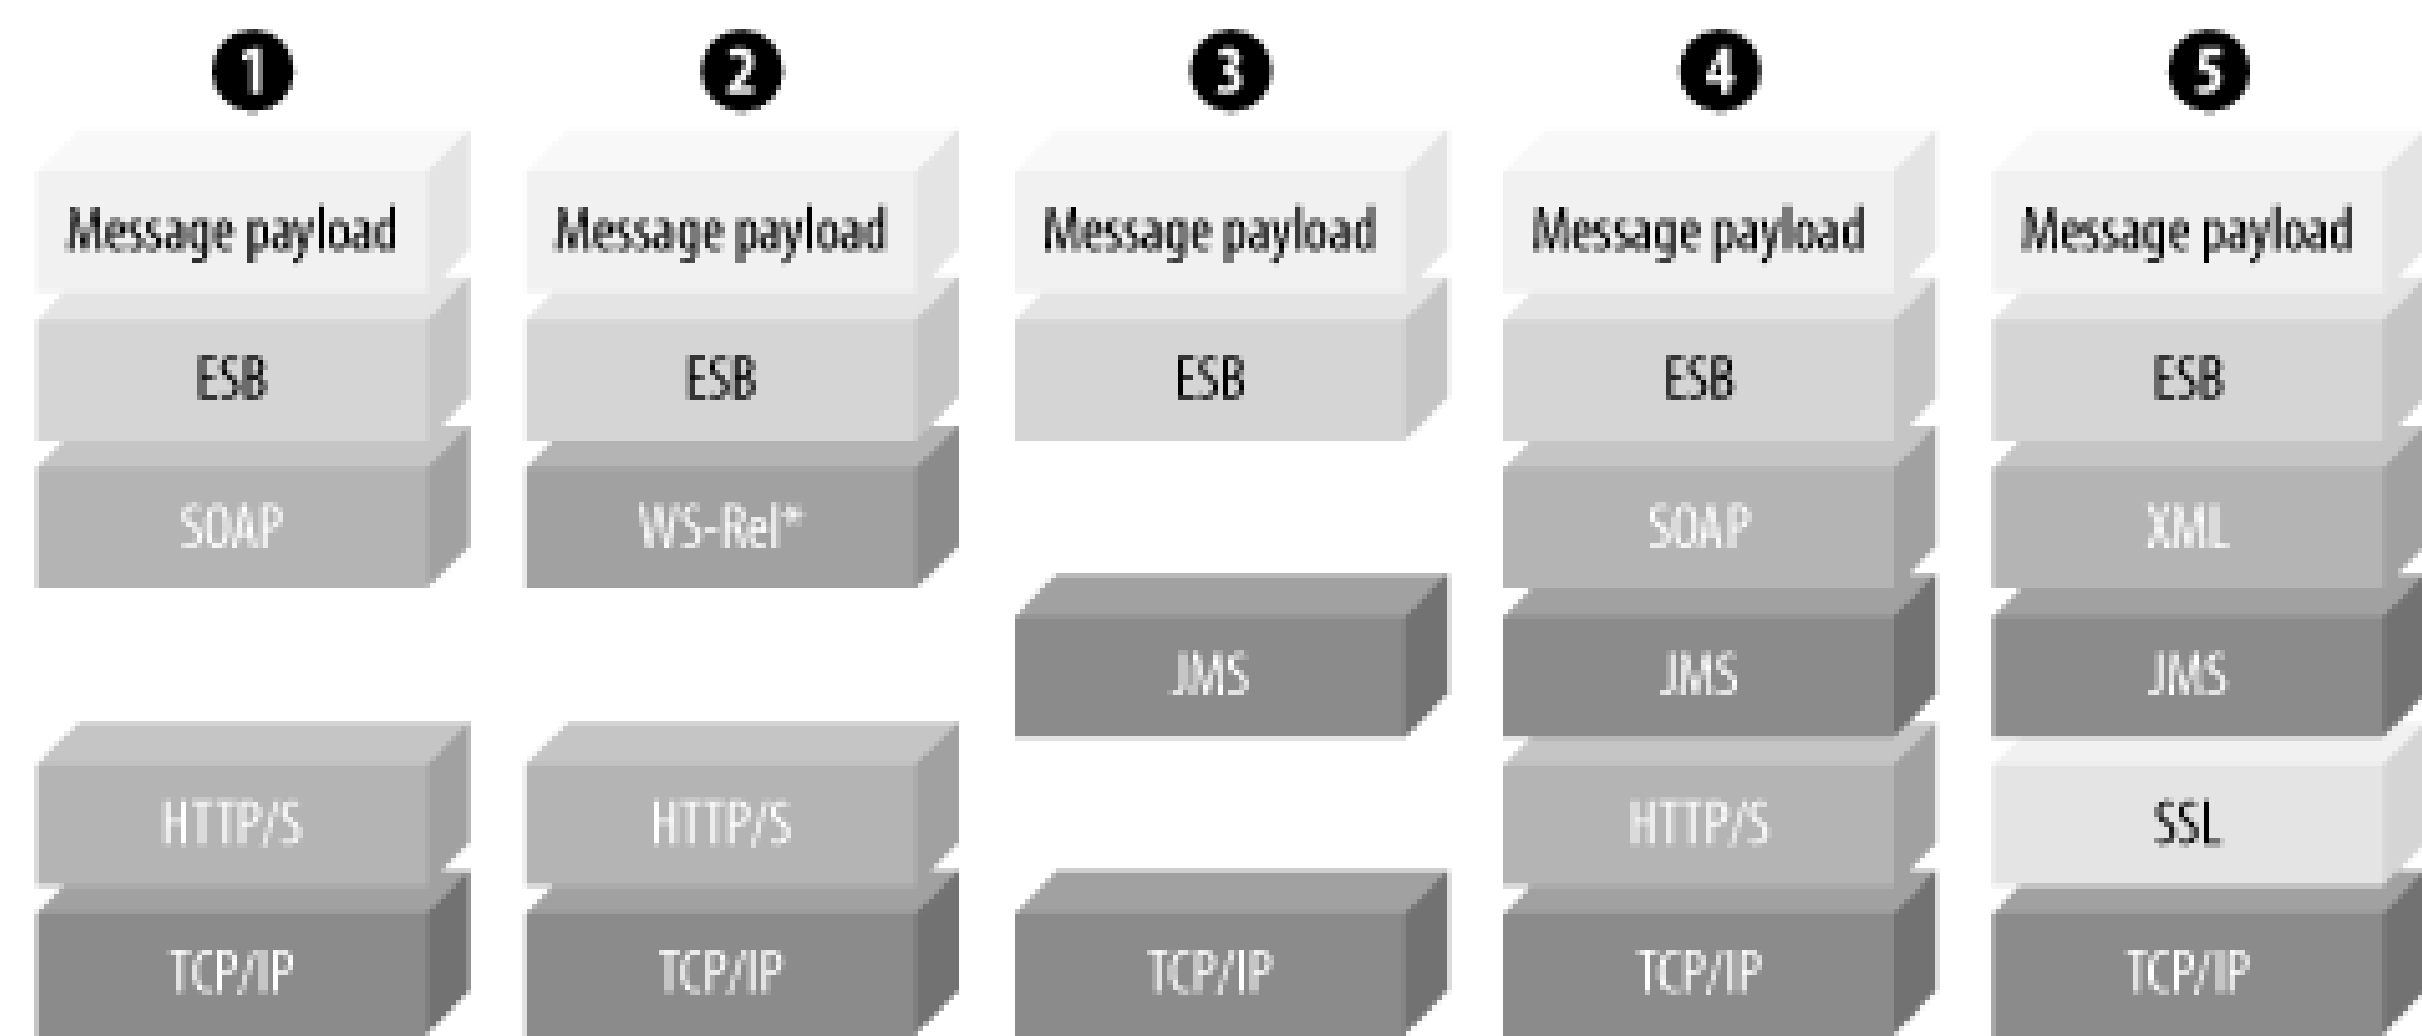 1 2 3 4 5
Message payload Message payload Message payload Message payload Message payload
ESB ESB ESB ESB ESB
SOAP WS-Rel* SOAP XML
JMS JMS JMS
HTTP/S HTTP/S HTTP/S SSL
TCP/IP TCP/IP TCP/IP TCP/IP TCP/IP